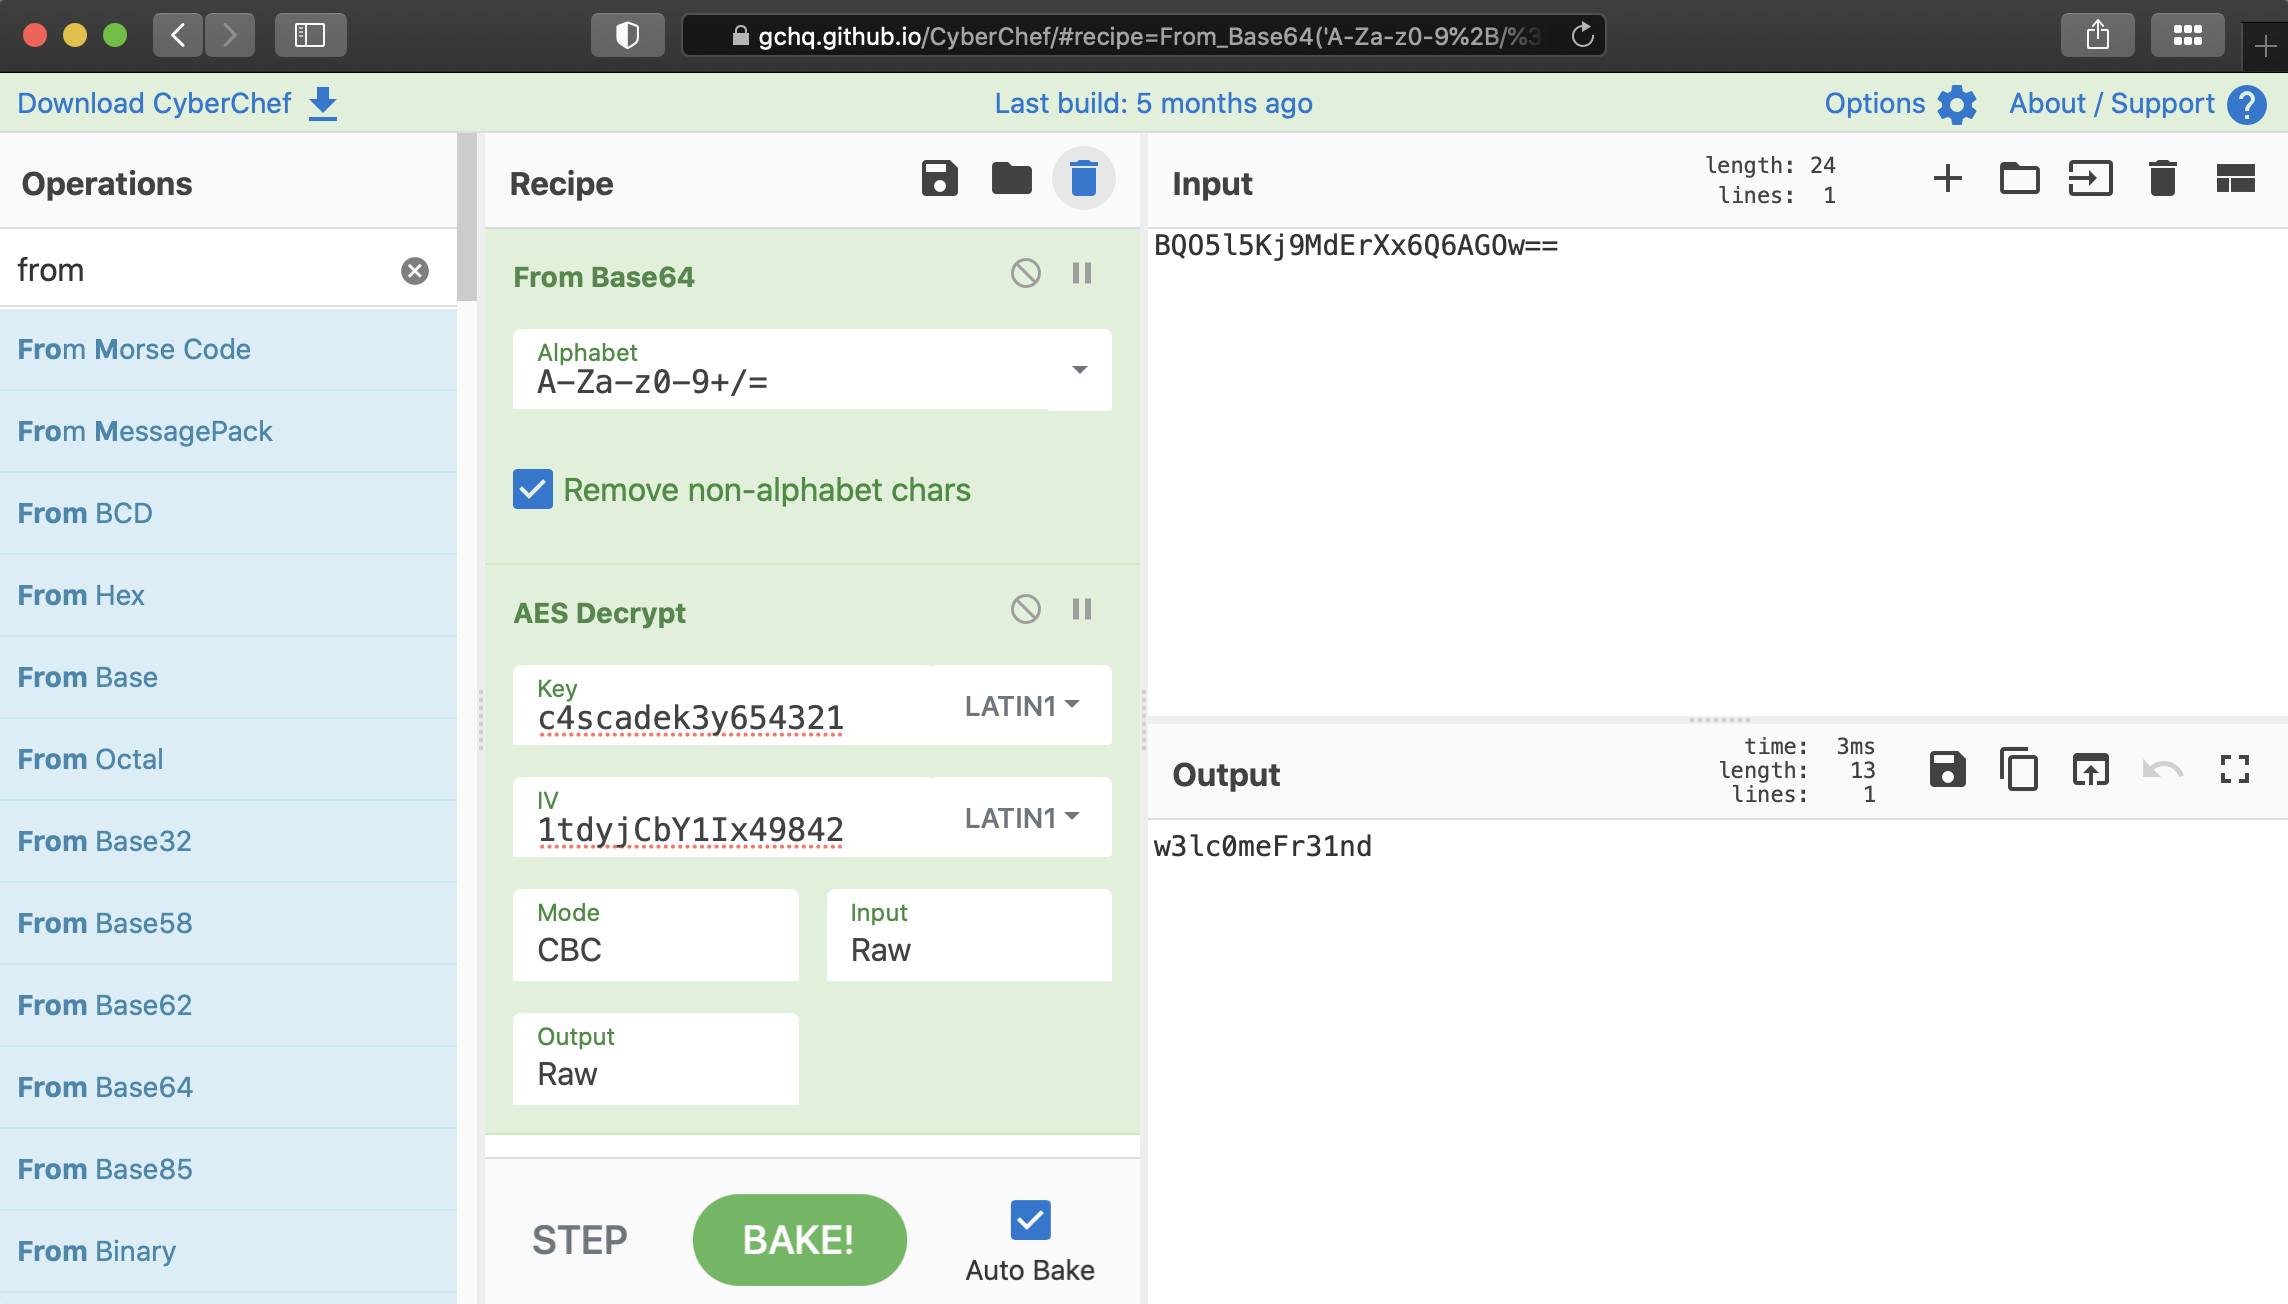 gchq.github.io/CyberChef/#recipe=From_Base64('A-Za-z0-9%2B/%3
Download CyberChef
Last build: 5 months ago
Options
About / Support
Operations
from
From Morse Code
From MessagePack
From BCD
From Hex
From Base
From Octal
From Base32
From Base58
From Base62
From Base64
From Base85
From Binary
Recipe
From Base64
Alphabet
A-Za-z0-9+/=
Remove non-alphabet chars
AES Decrypt
Key
c4scadek3y654321
LATIN1
IV
1tdyjCbY1Ix49842
LATIN1
Mode
CBC
Input
Raw
Output
Raw
STEP
BAKE!
Auto Bake
Input
length: 24
lines: 1
BQO5l5Kj9MdErXx6Q6AGOw==
Output
time: 3ms
length: 13
lines: 1
w3lc0meFr31nd